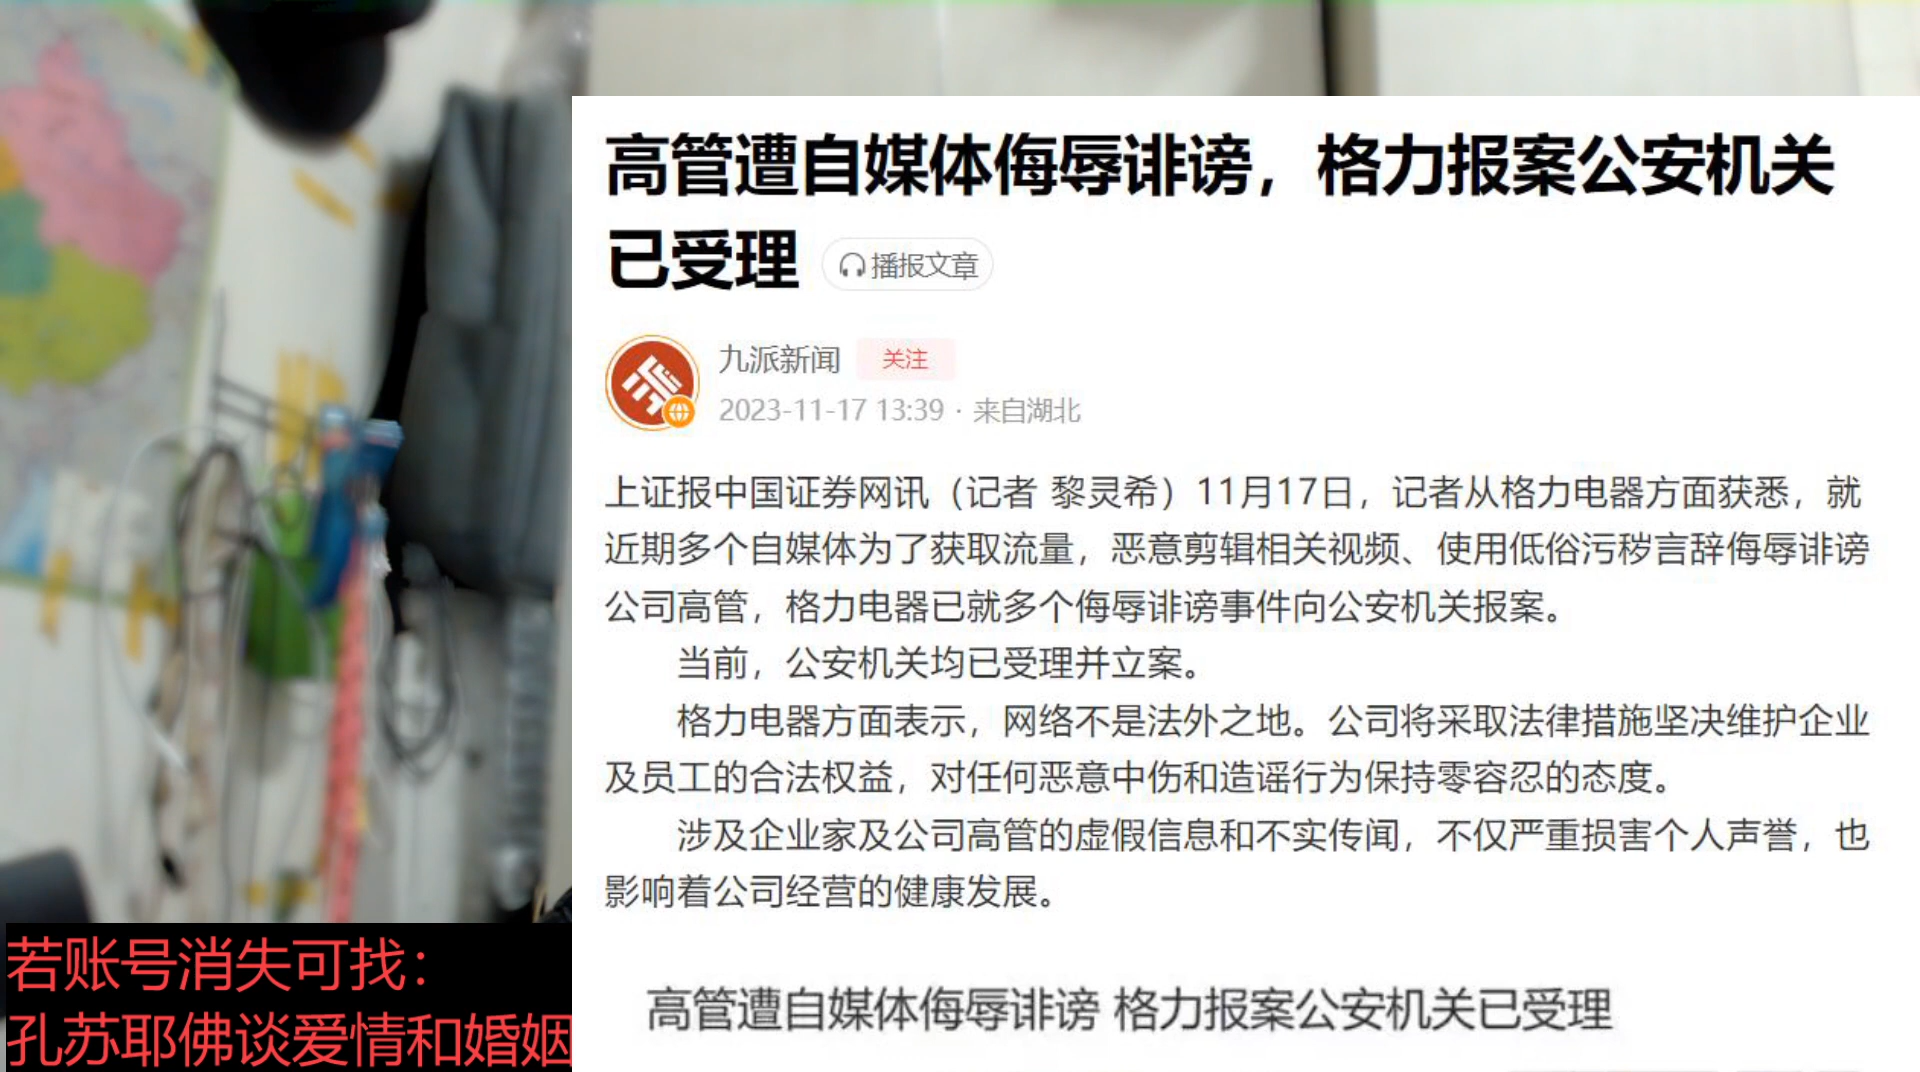 高管遭自媒体侮辱诽谤，格力报案公安机关
已受理
播报文章
九派新闻
关注
2023-11-17 13:39 · 来自湖北
上证报中国证券网讯（记者 黎灵希）11月17日，记者从格力电器方面获悉，就
近期多个自媒体为了获取流量，恶意剪辑相关视频、使用低俗污秽言辞侮辱诽谤
公司高管，格力电器已就多个侮辱诽谤事件向公安机关报案。
当前，公安机关均已受理并立案。
格力电器方面表示，网络不是法外之地。公司将采取法律措施坚决维护企业
及员工的合法权益，对任何恶意中伤和造谣行为保持零容忍的态度。
涉及企业家及公司高管的虚假信息和不实传闻，不仅严重损害个人声誉，也
影响着公司经营的健康发展。
高管遭自媒体侮辱诽谤 格力报案公安机关已受理
若账号消失可找：
孔苏耶佛谈爱情和婚姻